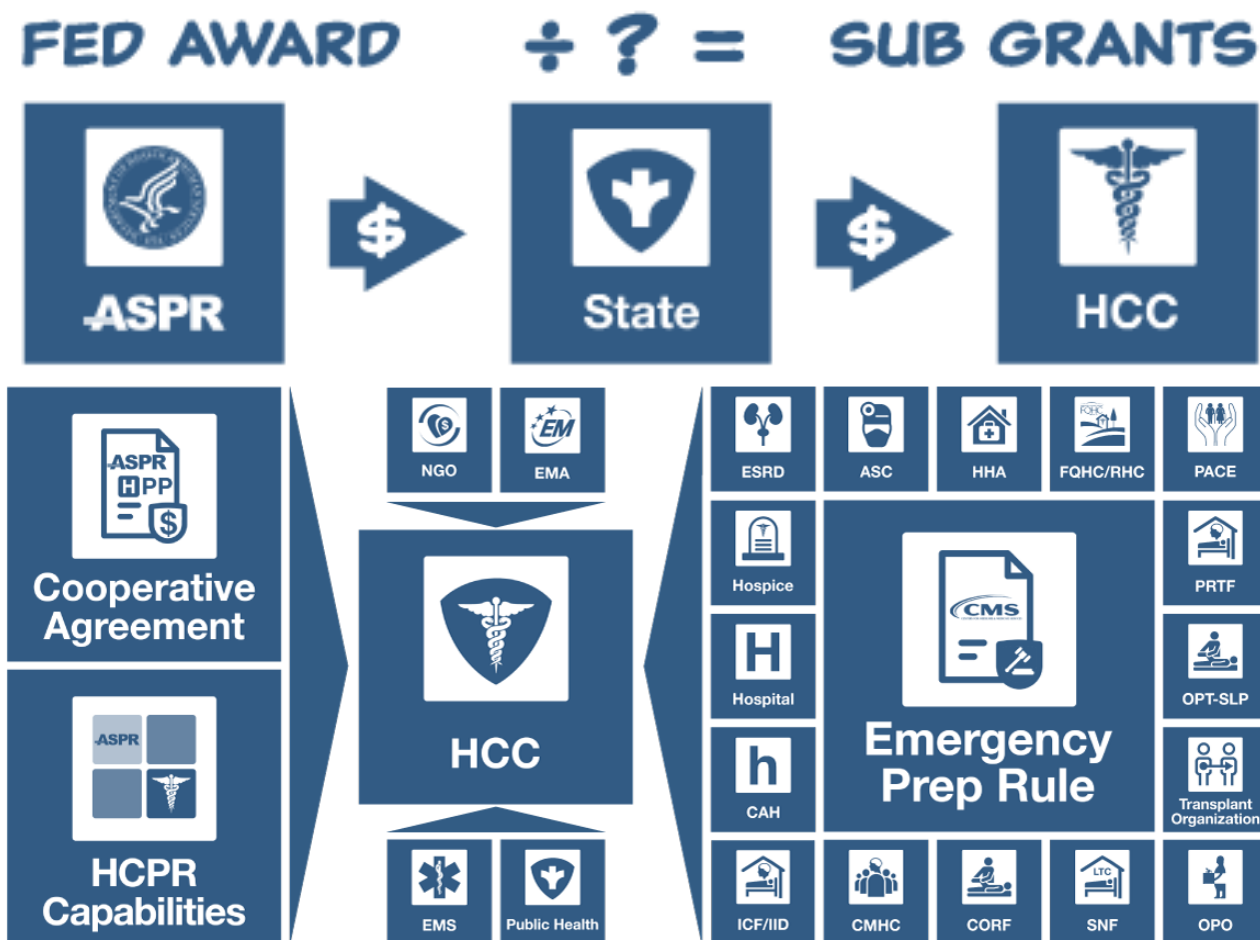 FED AWARD ÷ ? = SUB GRANTS
$
$
ASPR
State
HCC
ASPR
HPP
$
Cooperative
Agreement
ASPR
HCPR
Capabilities
$
NGO
EM
EMA
HCC
EMS
Public Health
ESRD
ASC
HHA
FQHC
FQHC/RHC
PACE
Hospice
H
Hospital
h
CAH
CMS
Emergency
Prep Rule
PRTF
OPT-SLP
Transplant
Organization
ICF/IID
CMHC
CORF
LTC
SNF
OPO